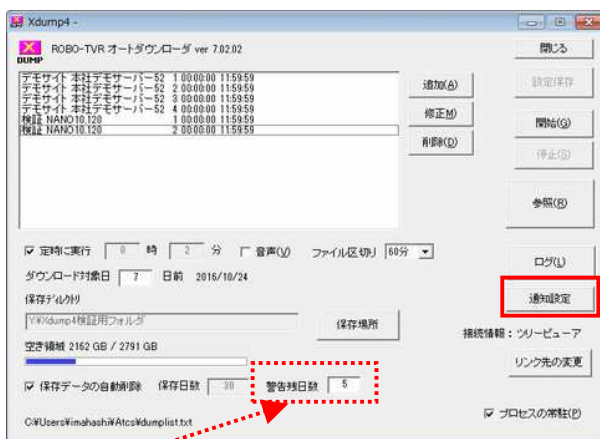 Xdump4 -
X DUMP
ROBO-TVR オートダウンローダ ver 7.02.02
閉じる
デモサイト 本社デモサーバー52 1 00:00:00 11:59:59
デモサイト 本社デモサーバー52 2 00:00:00 11:59:59
デモサイト 本社デモサーバー52 3 00:00:00 11:59:59
デモサイト 本社デモサーバー52 4 00:00:00 11:59:59
検証 NANO10.120 1 00:00:00 11:59:59
検証 NANO10.120 2 00:00:00 11:59:59
追加(A)
修正M)
削除(D)
設定保存
開始(G)
停止(S)
参照(R)
定時に実行 0 時 2 分 音声(V) ファイル区切り 60分
ログ(L)
ダウンロード対象日 7 日前 2016/10/24
通知設定
保存ディレクトリ
Y:¥Xdump4検証用フォルダ
保存場所
接続情報：ツリービューア
空き領域 2162 GB / 2791 GB
リンク先の変更
保存データの自動削除 保存日数 30 警告残日数 5
プロセスの常駐(P)
C:¥Users¥imahashi¥Atcs¥dumplist.txt